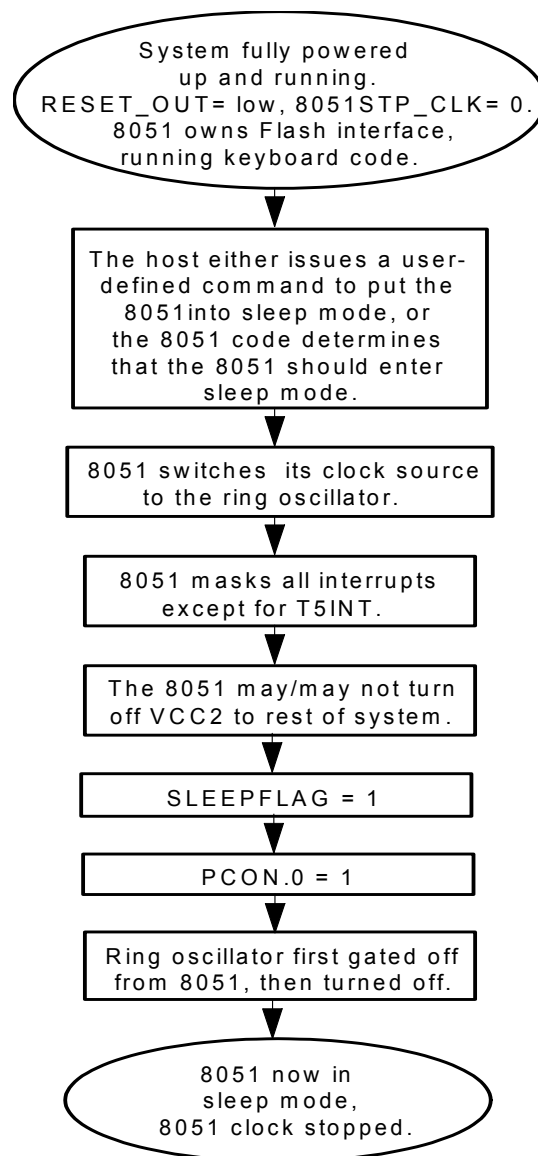 System fully powered
up and running.
RESET_OUT= low, 8051STP_CLK= 0.
8051 owns Flash interface,
running keyboard code.
The host either issues a user-
defined command to put the
8051into sleep mode, or
the 8051 code determines
that the 8051 should enter
sleep mode.
8051 switches its clock source
to the ring oscillator.
8051 masks all interrupts
except for T5INT.
The 8051 may/may not turn
off VCC2 to rest of system.
SLEEPFLAG = 1
PCON.0 = 1
Ring oscillator first gated off
from 8051, then turned off.
8051 now in
sleep mode,
8051 clock stopped.